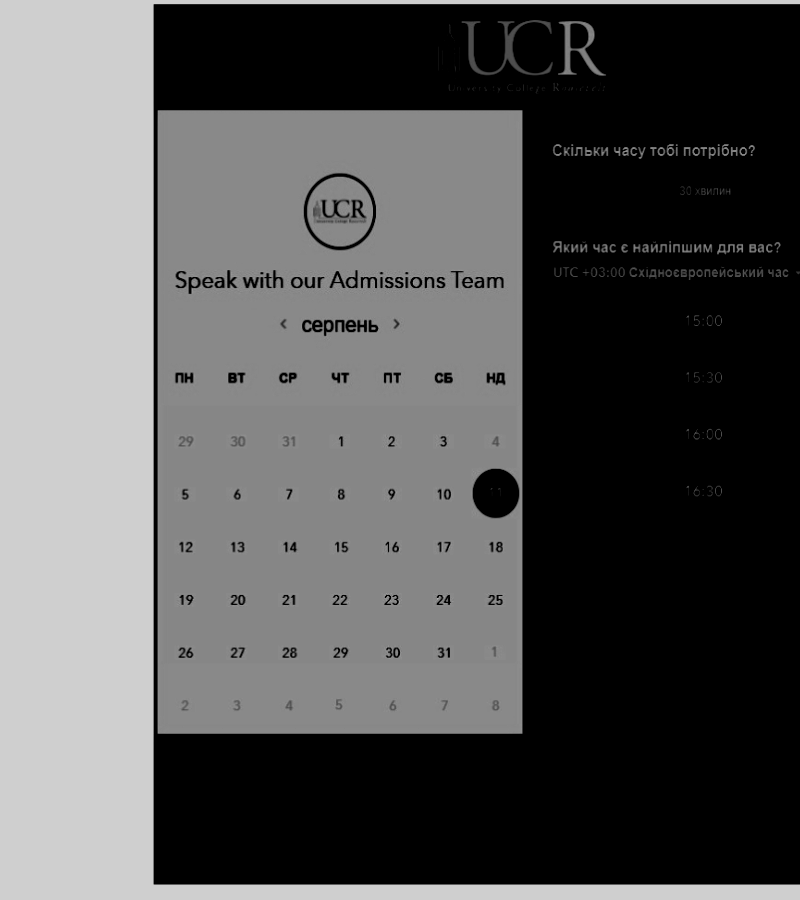 UCR
University College Roosevelt
UCR
Speak with our Admissions Team
серпень
ПН ВТ СР ЧТ ПТ СБ НД
29 30 31 1 2 3 4
5 6 7 8 9 10 11
12 13 14 15 16 17 18
19 20 21 22 23 24 25
26 27 28 29 30 31 1
2 3 4 5 6 7 8
Скільки часу тобі потрібно?
30 хвилин
Який час є найліпшим для вас?
UTC +03:00 Східноєвропейський час
15:00
15:30
16:00
16:30